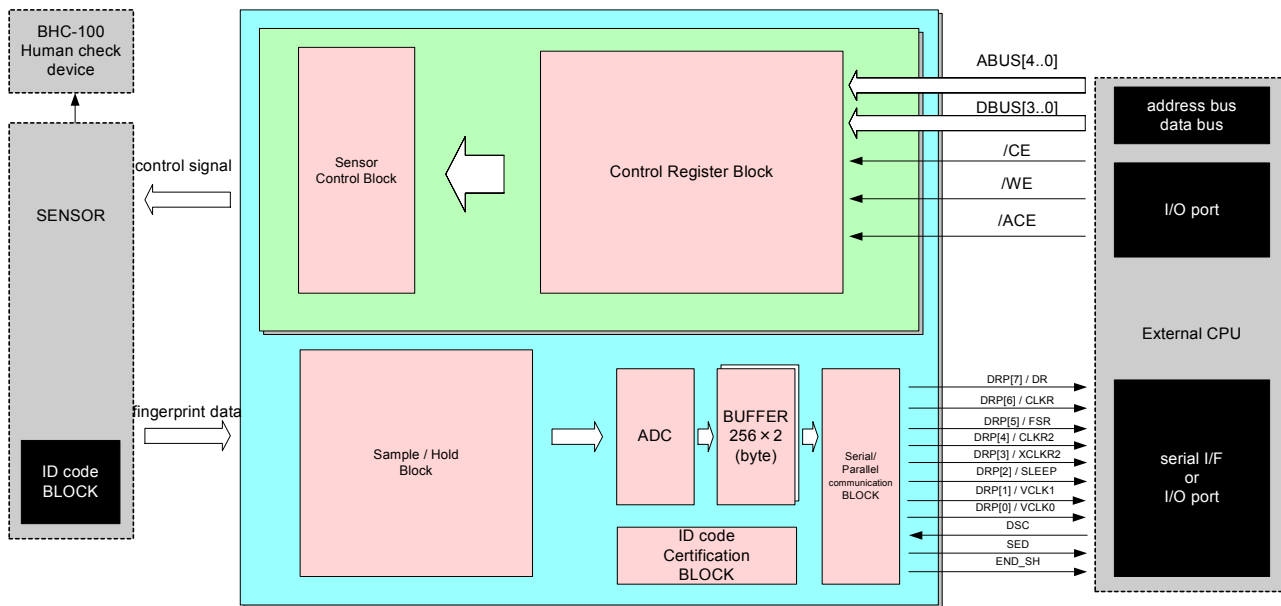 BHC-100
Human check
device
SENSOR
ID code
BLOCK
control signal
fingerprint data
Sensor
Control Block
Control Register Block
Sample / Hold
Block
ADC
BUFFER
256×2
(byte)
Serial/
Parallel
communication
BLOCK
ID code
Certification
BLOCK
ABUS[4..0]
DBUS[3..0]
/CE
/WE
/ACE
DRP[7] / DR
DRP[6] / CLKR
DRP[5] / FSR
DRP[4] / CLKR2
DRP[3] / XCLKR2
DRP[2] / SLEEP
DRP[1] / VCLK1
DRP[0] / VCLK0
DSC
SED
END_SH
address bus
data bus
I/O port
External CPU
serial I/F
or
I/O port